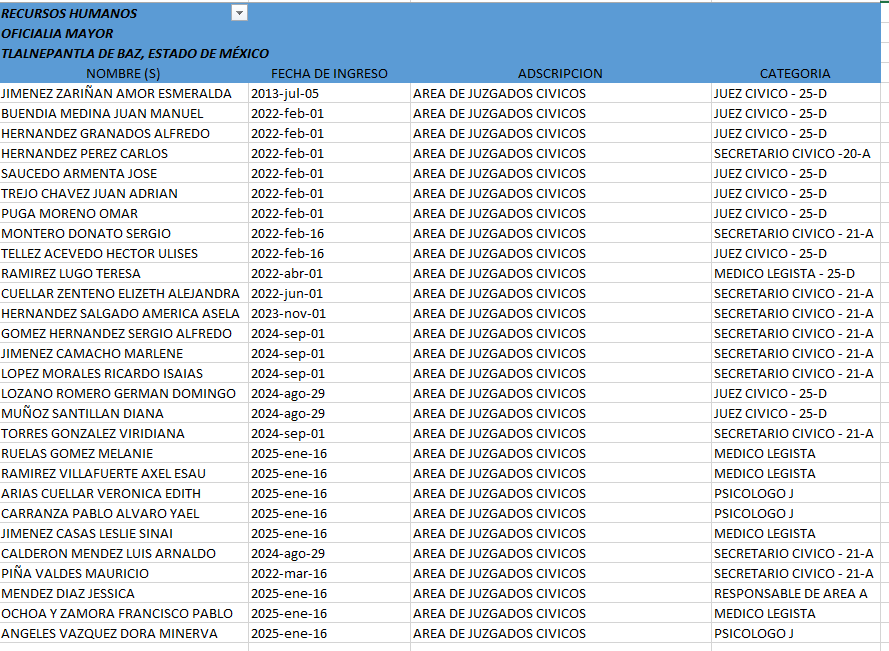 RECURSOS HUMANOS
OFICIALIA MAYOR
TLALNEPANTLA DE BAZ, ESTADO DE MÉXICO
NOMBRE (S) FECHA DE INGRESO ADSCRIPCION CATEGORIA
JIMENEZ ZARIÑAN AMOR ESMERALDA 2013-jul-05 AREA DE JUZGADOS CIVICOS JUEZ CIVICO - 25-D
BUENDIA MEDINA JUAN MANUEL 2022-feb-01 AREA DE JUZGADOS CIVICOS JUEZ CIVICO - 25-D
HERNANDEZ GRANADOS ALFREDO 2022-feb-01 AREA DE JUZGADOS CIVICOS JUEZ CIVICO - 25-D
HERNANDEZ PEREZ CARLOS 2022-feb-01 AREA DE JUZGADOS CIVICOS SECRETARIO CIVICO -20-A
SAUCEDO ARMENTA JOSE 2022-feb-01 AREA DE JUZGADOS CIVICOS JUEZ CIVICO - 25-D
TREJO CHAVEZ JUAN ADRIAN 2022-feb-01 AREA DE JUZGADOS CIVICOS JUEZ CIVICO - 25-D
PUGA MORENO OMAR 2022-feb-01 AREA DE JUZGADOS CIVICOS JUEZ CIVICO - 25-D
MONTERO DONATO SERGIO 2022-feb-16 AREA DE JUZGADOS CIVICOS SECRETARIO CIVICO - 21-A
TELLEZ ACEVEDO HECTOR ULISES 2022-feb-16 AREA DE JUZGADOS CIVICOS JUEZ CIVICO - 25-D
RAMIREZ LUGO TERESA 2022-abr-01 AREA DE JUZGADOS CIVICOS MEDICO LEGISTA - 25-D
CUELLAR ZENTENO ELIZETH ALEJANDRA 2022-jun-01 AREA DE JUZGADOS CIVICOS SECRETARIO CIVICO - 21-A
HERNANDEZ SALGADO AMERICA ASELA 2023-nov-01 AREA DE JUZGADOS CIVICOS SECRETARIO CIVICO - 21-A
GOMEZ HERNANDEZ SERGIO ALFREDO 2024-sep-01 AREA DE JUZGADOS CIVICOS SECRETARIO CIVICO - 21-A
JIMENEZ CAMACHO MARLENE 2024-sep-01 AREA DE JUZGADOS CIVICOS SECRETARIO CIVICO - 21-A
LOPEZ MORALES RICARDO ISAIAS 2024-sep-01 AREA DE JUZGADOS CIVICOS SECRETARIO CIVICO - 21-A
LOZANO ROMERO GERMAN DOMINGO 2024-ago-29 AREA DE JUZGADOS CIVICOS JUEZ CIVICO - 25-D
MUÑOZ SANTILLAN DIANA 2024-ago-29 AREA DE JUZGADOS CIVICOS JUEZ CIVICO - 25-D
TORRES GONZALEZ VIRIDIANA 2024-sep-01 AREA DE JUZGADOS CIVICOS SECRETARIO CIVICO - 21-A
RUELAS GOMEZ MELANIE 2025-ene-16 AREA DE JUZGADOS CIVICOS MEDICO LEGISTA
RAMIREZ VILLAFUERTE AXEL ESAU 2025-ene-16 AREA DE JUZGADOS CIVICOS MEDICO LEGISTA
ARIAS CUELLAR VERONICA EDITH 2025-ene-16 AREA DE JUZGADOS CIVICOS PSICOLOGO J
CARRANZA PABLO ALVARO YAEL 2025-ene-16 AREA DE JUZGADOS CIVICOS PSICOLOGO J
JIMENEZ CASAS LESLIE SINAI 2025-ene-16 AREA DE JUZGADOS CIVICOS MEDICO LEGISTA
CALDERON MENDEZ LUIS ARNALDO 2024-ago-29 AREA DE JUZGADOS CIVICOS SECRETARIO CIVICO - 21-A
PIÑA VALDES MAURICIO 2022-mar-16 AREA DE JUZGADOS CIVICOS SECRETARIO CIVICO - 21-A
MENDEZ DIAZ JESSICA 2025-ene-16 AREA DE JUZGADOS CIVICOS RESPONSABLE DE AREA A
OCHOA Y ZAMORA FRANCISCO PABLO 2025-ene-16 AREA DE JUZGADOS CIVICOS MEDICO LEGISTA
ANGELES VAZQUEZ DORA MINERVA 2025-ene-16 AREA DE JUZGADOS CIVICOS PSICOLOGO J